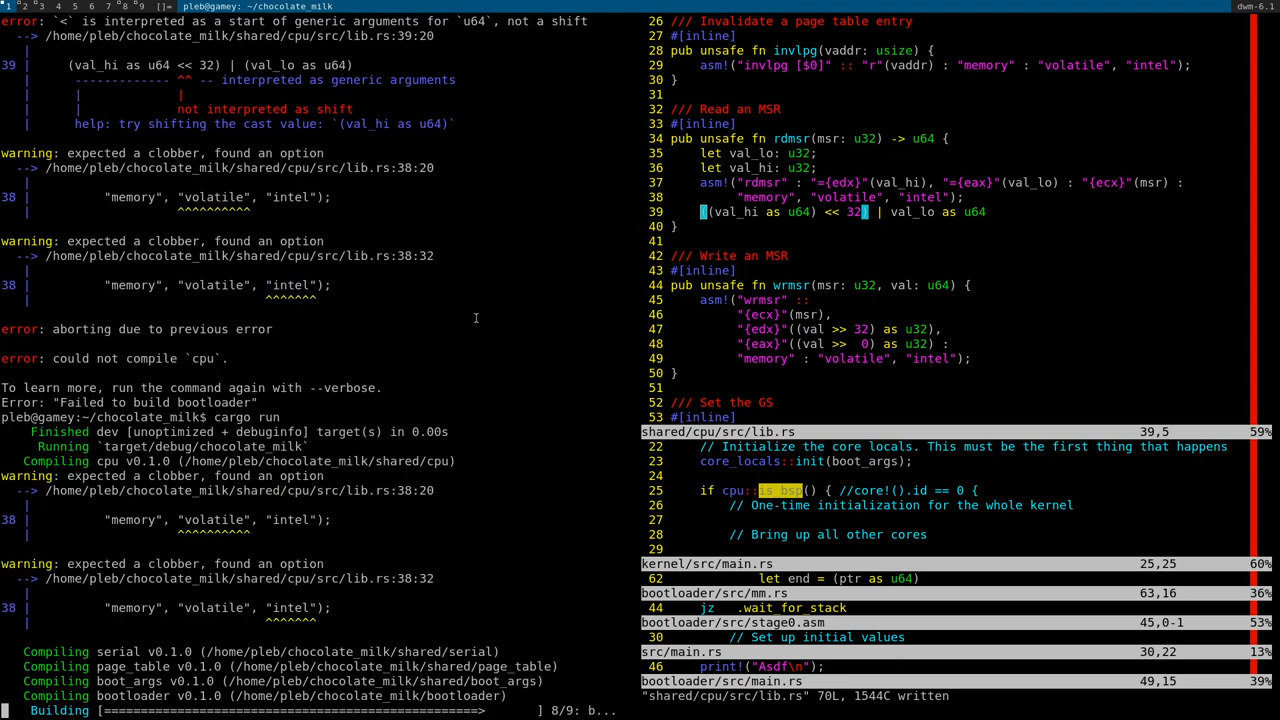 1 2 3 4 5 6 7 8 9 []= pleb@gamey: ~/chocolate_milk dwm-6.1
error: `<` is interpreted as a start of generic arguments for `u64`, not a shift
--> /home/pleb/chocolate_milk/shared/cpu/src/lib.rs:39:20
|
39 |     (val_hi as u64 << 32) | (val_lo as u64)
|      ------------- ^^ -- interpreted as generic arguments
|      |             |
|      |             not interpreted as shift
|      help: try shifting the cast value: `(val_hi as u64)`
warning: expected a clobber, found an option
--> /home/pleb/chocolate_milk/shared/cpu/src/lib.rs:38:20
|
38 |          "memory", "volatile", "intel");
|                    ^^^^^^^^^^
warning: expected a clobber, found an option
--> /home/pleb/chocolate_milk/shared/cpu/src/lib.rs:38:32
|
38 |          "memory", "volatile", "intel");
|                                ^^^^^^^
error: aborting due to previous error
error: could not compile `cpu`.
To learn more, run the command again with --verbose.
Error: "Failed to build bootloader"
pleb@gamey:~/chocolate_milk$ cargo run
Finished dev [unoptimized + debuginfo] target(s) in 0.00s
Running `target/debug/chocolate_milk`
Compiling cpu v0.1.0 (/home/pleb/chocolate_milk/shared/cpu)
warning: expected a clobber, found an option
--> /home/pleb/chocolate_milk/shared/cpu/src/lib.rs:38:20
|
38 |          "memory", "volatile", "intel");
|                    ^^^^^^^^^^
warning: expected a clobber, found an option
--> /home/pleb/chocolate_milk/shared/cpu/src/lib.rs:38:32
|
38 |          "memory", "volatile", "intel");
|                                ^^^^^^^
Compiling serial v0.1.0 (/home/pleb/chocolate_milk/shared/serial)
Compiling page_table v0.1.0 (/home/pleb/chocolate_milk/shared/page_table)
Compiling boot_args v0.1.0 (/home/pleb/chocolate_milk/shared/boot_args)
Compiling bootloader v0.1.0 (/home/pleb/chocolate_milk/bootloader)
Building [===================================================>       ] 8/9: b...
26 /// Invalidate a page table entry
27 #[inline]
28 pub unsafe fn invlpg(vaddr: usize) {
29     asm!("invlpg [$0]" :: "r"(vaddr) : "memory" : "volatile", "intel");
30 }
31
32 /// Read an MSR
33 #[inline]
34 pub unsafe fn rdmsr(msr: u32) -> u64 {
35     let val_lo: u32;
36     let val_hi: u32;
37     asm!("rdmsr" : "={edx}"(val_hi), "={eax}"(val_lo) : "{ecx}"(msr) :
38          "memory", "volatile", "intel");
39     ((val_hi as u64) << 32) | val_lo as u64
40 }
41
42 /// Write an MSR
43 #[inline]
44 pub unsafe fn wrmsr(msr: u32, val: u64) {
45     asm!("wrmsr" ::
46          "{ecx}"(msr),
47          "{edx}"((val >> 32) as u32),
48          "{eax}"((val >>  0) as u32) :
49          "memory" : "volatile", "intel");
50 }
51
52 /// Set the GS
53 #[inline]
shared/cpu/src/lib.rs 39,5 59%
22     // Initialize the core locals. This must be the first thing that happens
23     core_locals::init(boot_args);
24
25     if cpu::is_bsp() { //core!().id == 0 {
26         // One-time initialization for the whole kernel
27
28         // Bring up all other cores
29
kernel/src/main.rs 25,25 60%
62             let end = (ptr as u64)
bootloader/src/mm.rs 63,16 36%
44     jz   .wait_for_stack
bootloader/src/stage0.asm 45,0-1 53%
30         // Set up initial values
src/main.rs 30,22 13%
46     print!("Asdf\n");
bootloader/src/main.rs 49,15 39%
"shared/cpu/src/lib.rs" 70L, 1544C written